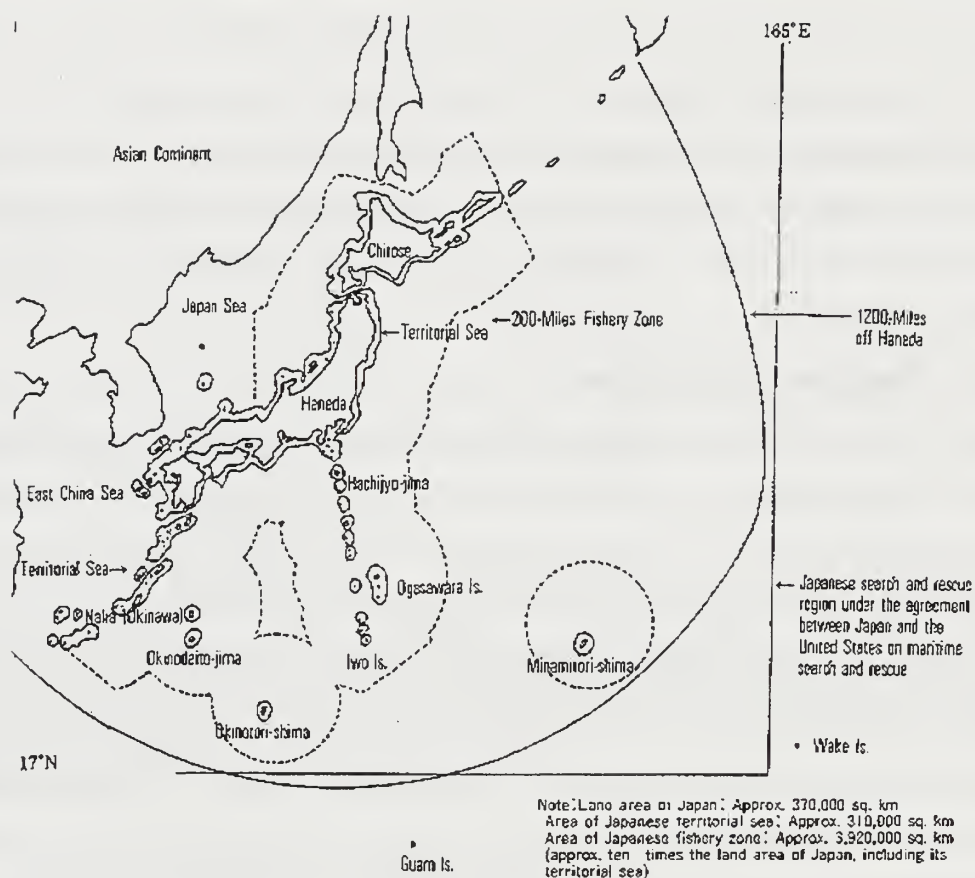 165°E
Asian Cominent
Chitose
Japan Sea
Territorial Sea
200-Miles Fishery Zone
1200-Miles
off Haneda
Haneda
East China Sea
Hachijyo-jima
Territorial Sea
Ogasawara Is.
Japanese search and rescue
region under the agreement
between Japan and the
United States on maritime
search and rescue
Naka (Okinawa)
Okinodaito-jima
Iwo Is.
Minamitori-shima
Okinotori-shima
17°N
Wake Is.
Note: Land area of Japan: Approx. 370,000 sq. km
Area of Japanese territorial sea: Approx. 310,000 sq. km
Area of Japanese fishery zone: Approx. 3,920,000 sq. km
(approx. ten times the land area of Japan, including its
territorial sea)
Guam Is.